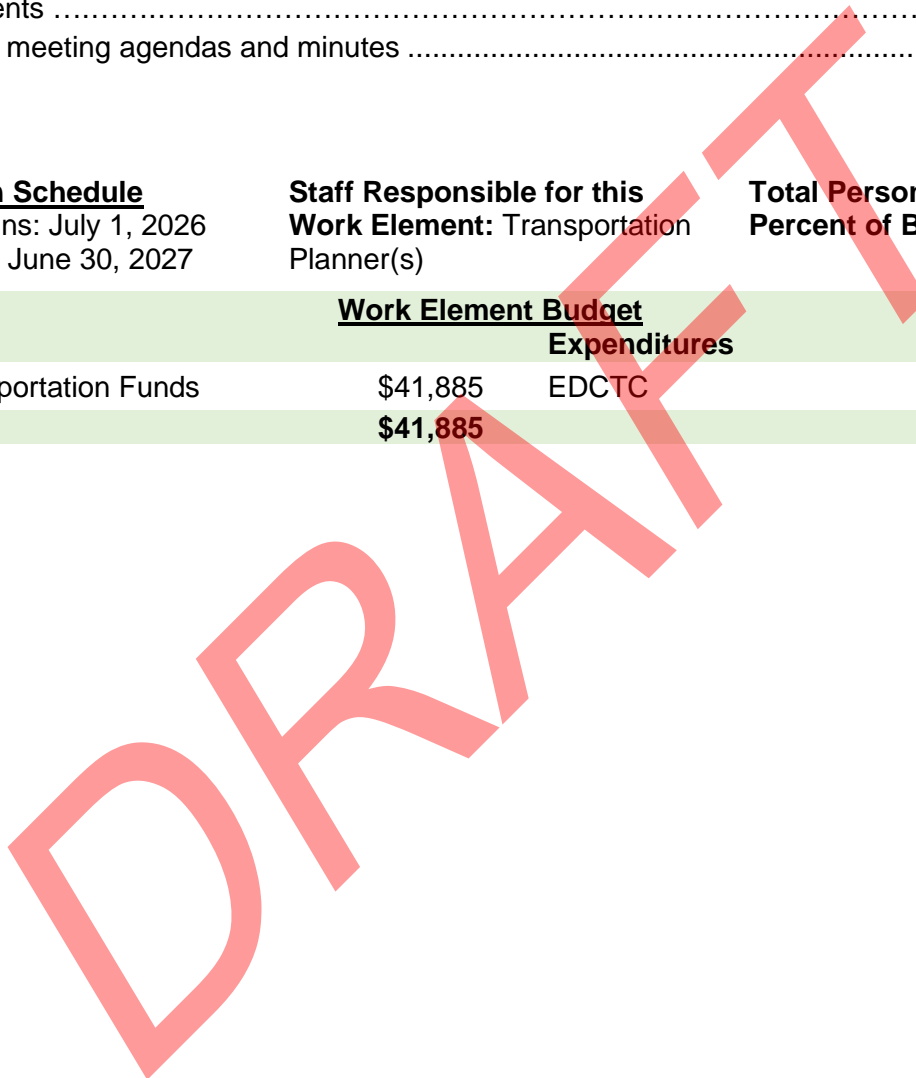 ents ……………………………………………………………………………
meeting agendas and minutes ................................................................................
n Schedule
Staff Responsible for this
Total Person
ns: July 1, 2026
Work Element: Transportation
Percent of B
June 30, 2027
Planner(s)
Work Element Budget
Expenditures
portation Funds $41,885 EDCTC
$41,885
DRAFT